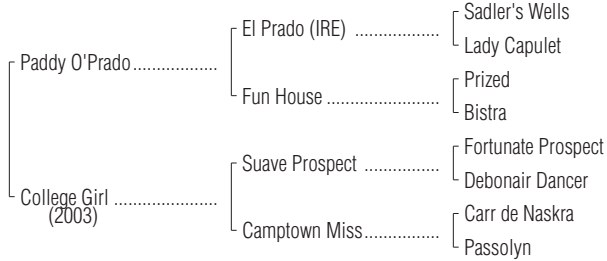 Sadler's Wells
El Prado (IRE) ..................
Lady Capulet
Paddy O'Prado..................
Prized
Fun House ........................
Bistra
Fortunate Prospect
Suave Prospect ................
Debonair Dancer
College Girl ......................
(2003)
Carr de Naskra
Camptown Miss................
Passolyn